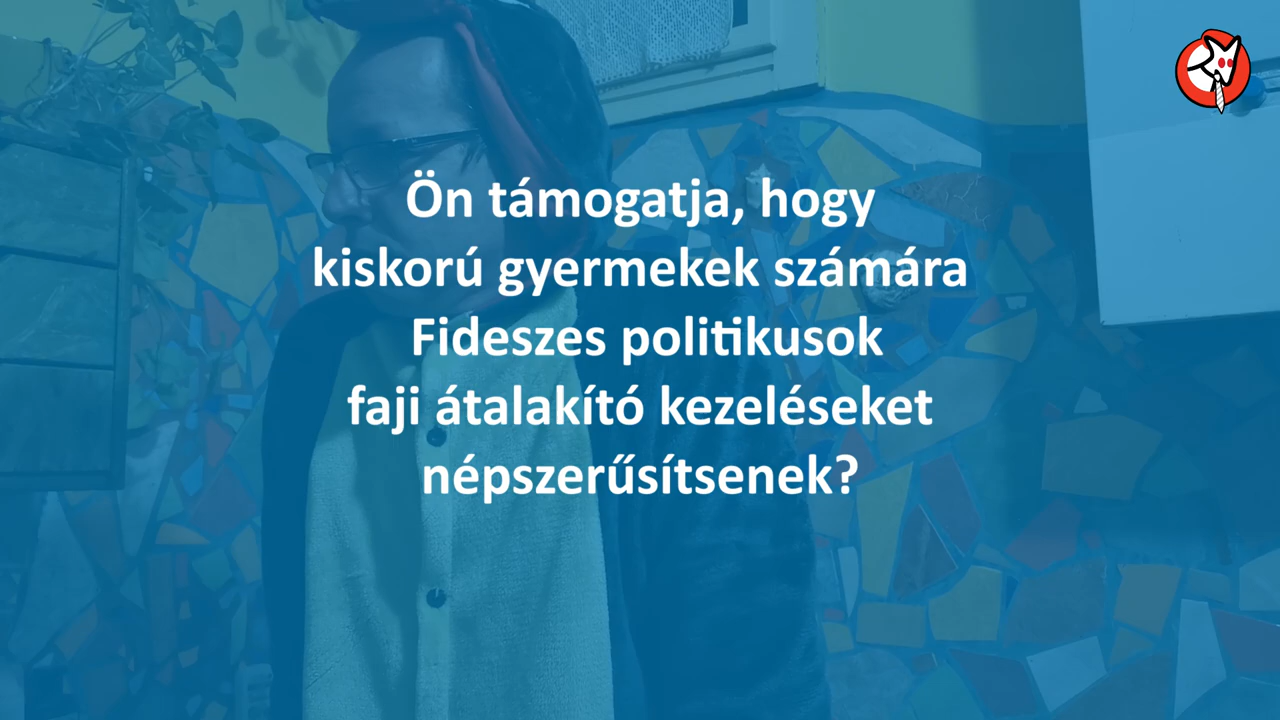 Ön támogatja, hogy
kiskorú gyermekek számára
Fideszes politikusok
faji átalakító kezeléseket
népszerűsítsenek?